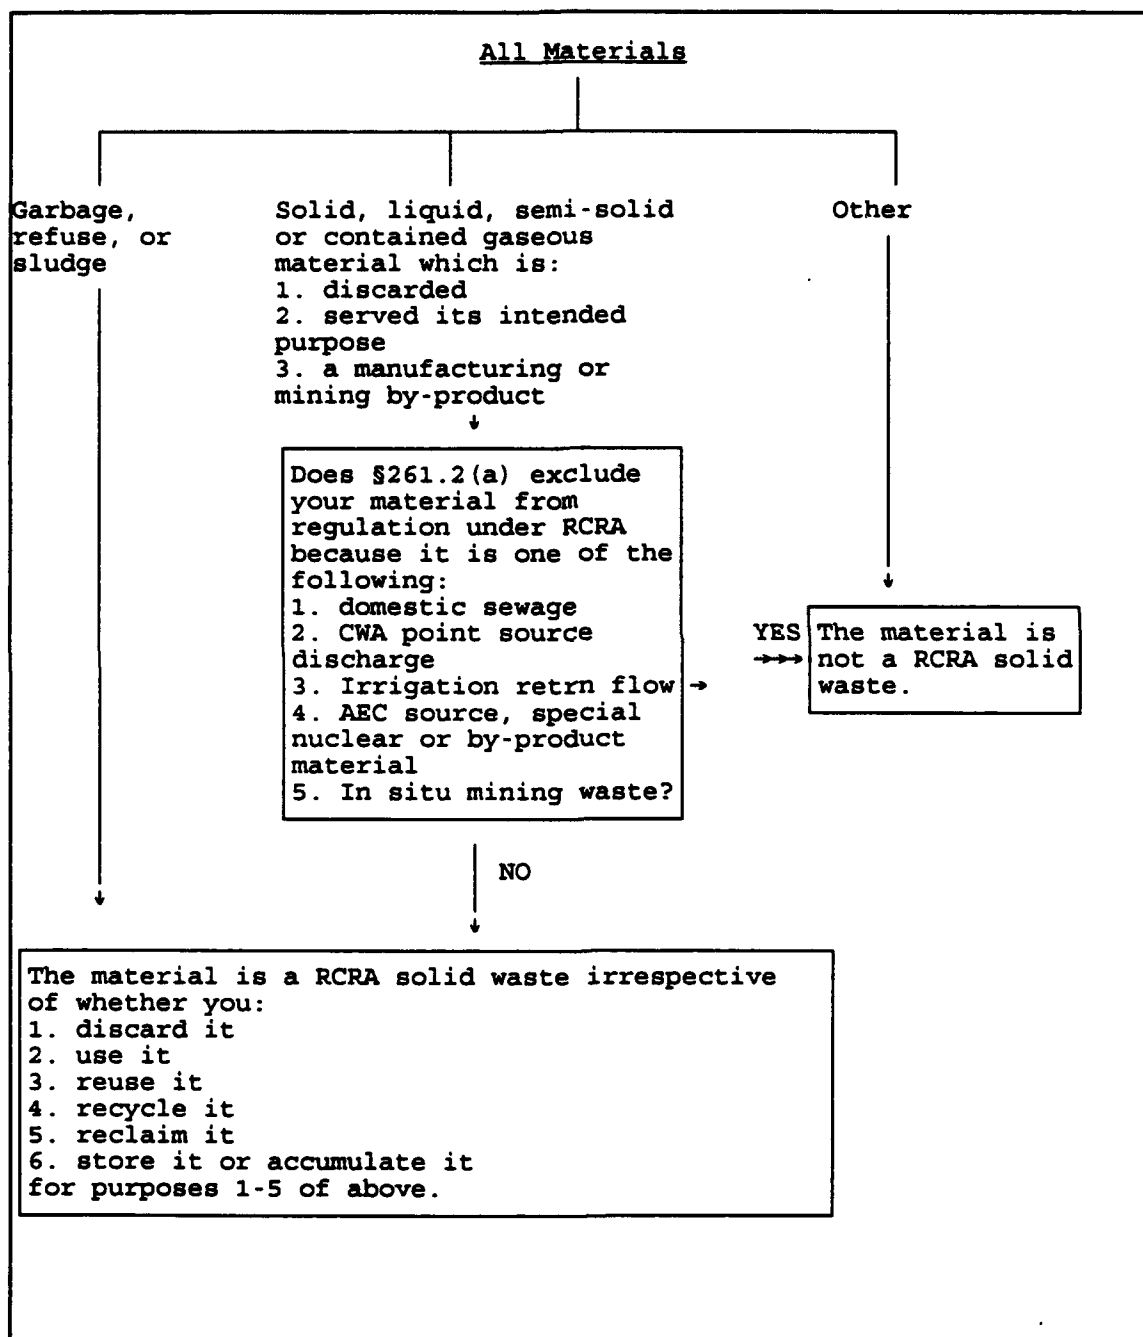 All Materials
Garbage,
refuse, or
sludge
Solid, liquid, semi-solid
or contained gaseous
material which is:
1. discarded
2. served its intended
purpose
3. a manufacturing or
mining by-product
Other
Does §261.2(a) exclude
your material from
regulation under RCRA
because it is one of the
following:
1. domestic sewage
2. CWA point source
discharge
3. Irrigation retrn flow
4. AEC source, special
nuclear or by-product
material
5. In situ mining waste?
YES
The material is
not a RCRA solid
waste.
NO
The material is a RCRA solid waste irrespective
of whether you:
1. discard it
2. use it
3. reuse it
4. recycle it
5. reclaim it
6. store it or accumulate it
for purposes 1-5 of above.